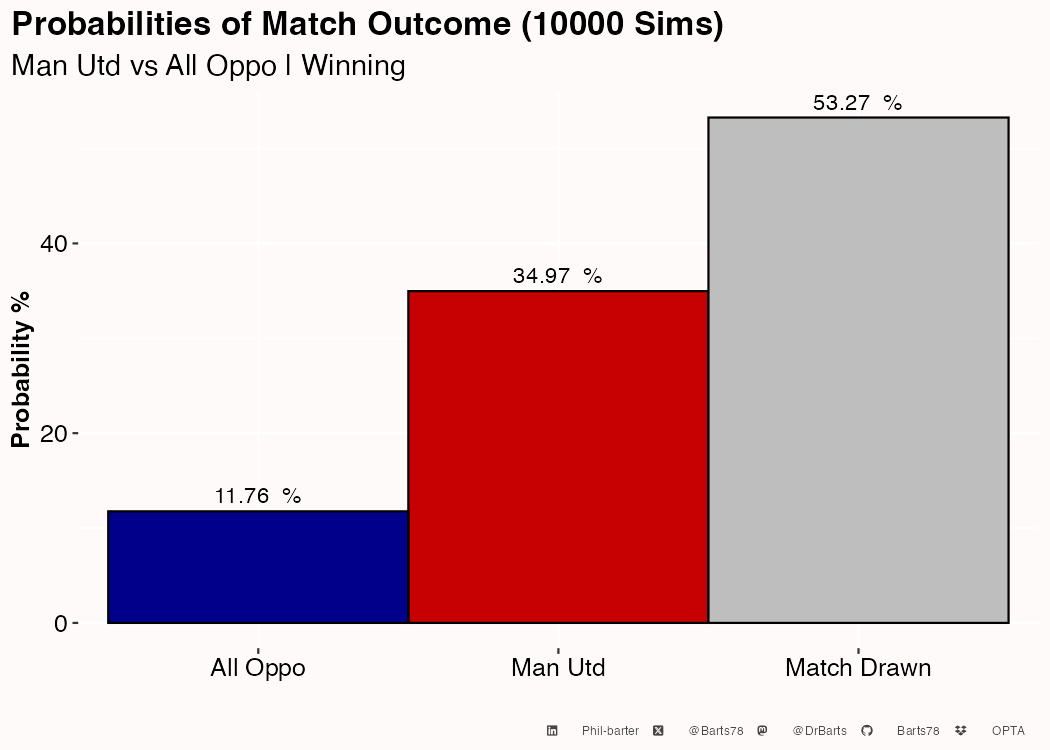 Probabilities of Match Outcome (10000 Sims)
Man Utd vs All Oppo | Winning
53.27 %
34.97 %
11.76 %
Probability %
40
20
0
All Oppo Man Utd Match Drawn
Phil-barter @Barts78 @DrBarts Barts78 OPTA